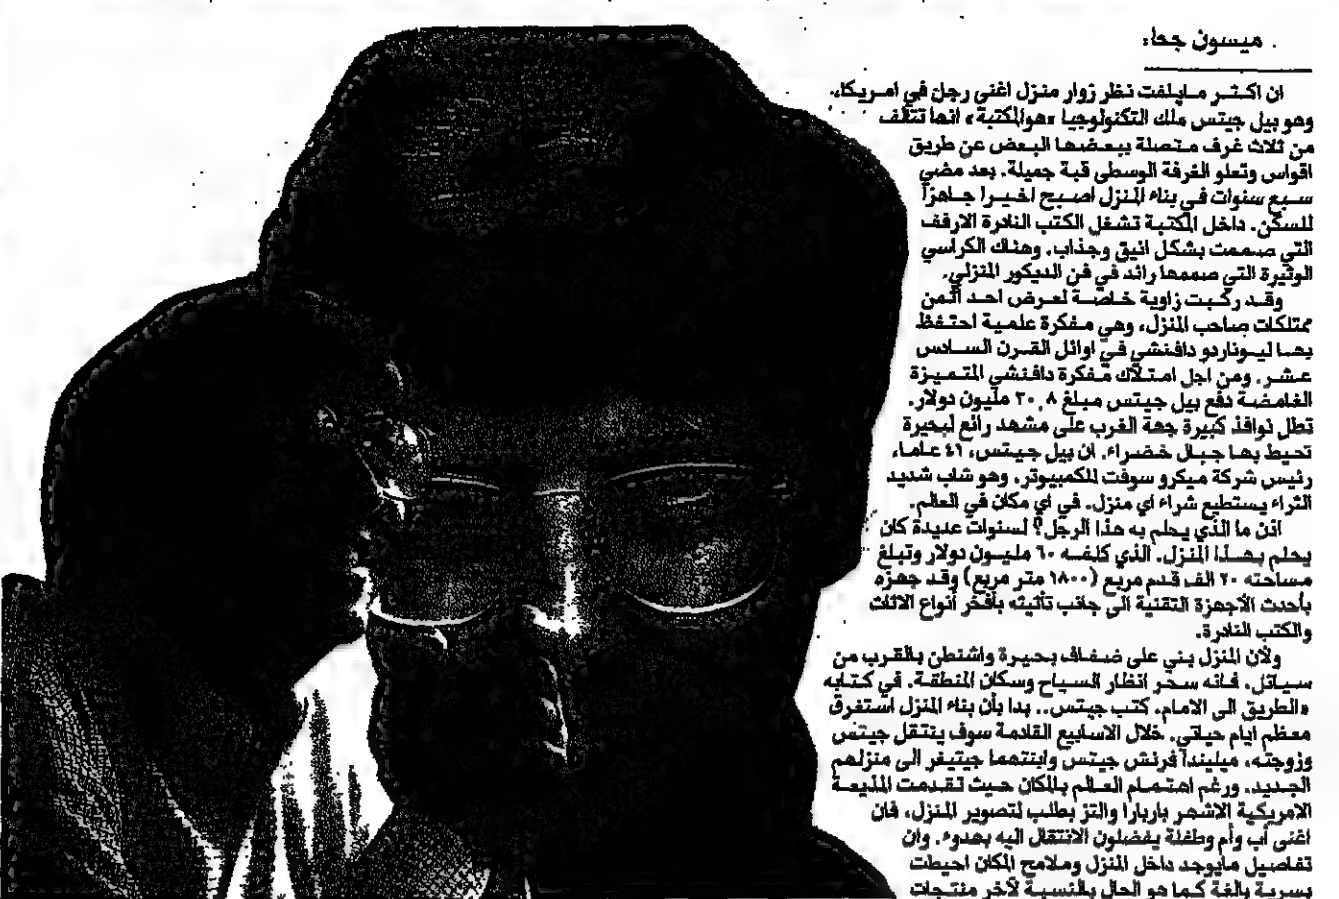 ميسون جحا:
ان اكثر مايلفت نظر زوار منزل اغنى رجل في امريكا،
وهو بيل جيتس ملك التكنولوجيا «هوالمكتبة» انها تتألف
من ثلاث غرف متصلة ببعضها البعض عن طريق
اقواس وتعلو الغرفة الوسطى قبة جميلة. بعد مضي
سبع سنوات في بناء المنزل اصبح اخيرا جاهزا
للسكن. داخل المكتبة تشغل الكتب النادرة الارفف
التي صممت بشكل انيق وجذاب. وهناك الكراسي
الوثيرة التي صممها رائد في فن الديكور المنزلي.
وقد ركبت زاوية خاصة لعرض احد اثمن
ممتلكات صاحب المنزل، وهي مفكرة علمية احتفظ
بها ليوناردو دافنشي في اوائل القرن السادس
عشر. ومن اجل امتلاك مفكرة دافنشي المتميزة
الغامضة دفع بيل جيتس مبلغ ٣٠,٨ مليون دولار.
تطل نوافذ كبيرة جهة الغرب على مشهد رائع لبحيرة
تحيط بها جبال خضراء. ان بيل جيتس، ٤١ عاما،
رئيس شركة ميكرو سوفت للكمبيوتر. وهو شاب شديد
الثراء يستطيع شراء اي منزل. في اي مكان في العالم.
اذن ما الذي يحلم به هذا الرجل؟ لسنوات عديدة كان
يحلم بهذا المنزل. الذي كلفه ٦٠ مليون دولار وتبلغ
مساحته ٢٠ الف قدم مربع (١٨٠٠ متر مربع) وقد جهزه
بأحدث الاجهزة التقنية الى جانب تأثيثه بأفخر أنواع الاثاث
والكتب النادرة.
ولأن المنزل بني على ضفاف بحيرة واشنطن بالقرب من
سياتل. فانه سحر انظار السياح وسكان المنطقة. في كتابه
«الطريق الى الامام. كتب جيتس.. بدا بأن بناء المنزل استغرق
معظم ايام حياتي. خلال الاسابيع القادمة سوف ينتقل جيتس
وزوجته، ميليندا فرنش جيتس وابنتهما جيتيفر الى منزلهم
الجديد. ورغم اهتمام العالم بالمكان حيث تقدمت المذيعة
الامريكية الاشهر باربارا والتز بطلب لتصوير المنزل، فان
اغنى أب وأم وطفلة يفضلون الانتقال اليه بهدوء. وان
تفاصيل مايوجد داخل المنزل وملامح المكان احيطت
بسرية بالغة كما هو الحال بالنسبة لآخر منتجات